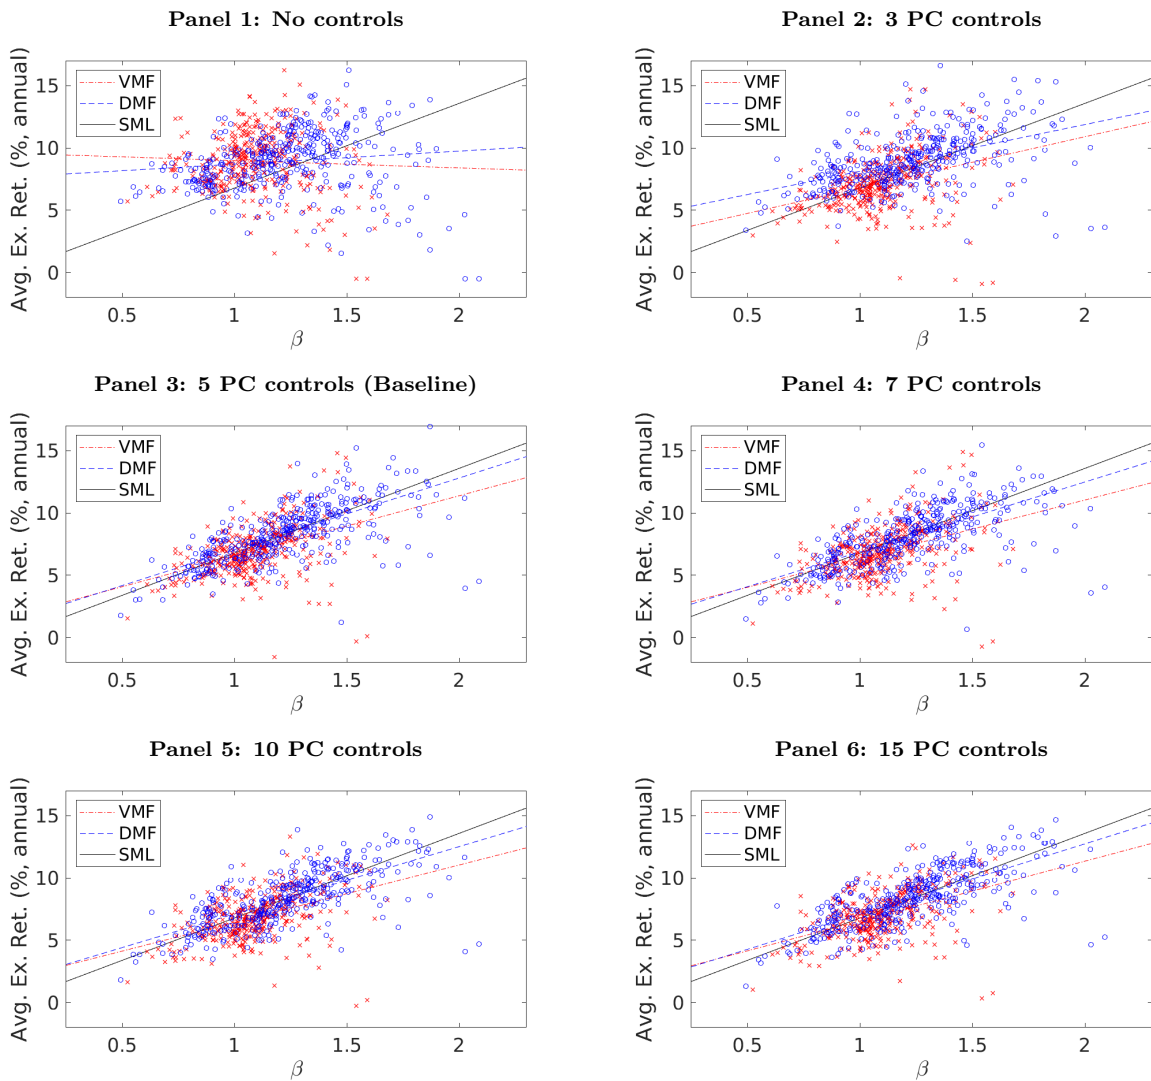 Panel 1: No controls
Avg. Ex. Ret. (%, annual)
15
10
5
0
VMF
DMF
SML
0.5 1 1.5 2
β
Panel 2: 3 PC controls
Avg. Ex. Ret. (%, annual)
15
10
5
0
VMF
DMF
SML
0.5 1 1.5 2
β
Panel 3: 5 PC controls (Baseline)
Avg. Ex. Ret. (%, annual)
15
10
5
0
VMF
DMF
SML
0.5 1 1.5 2
β
Panel 4: 7 PC controls
Avg. Ex. Ret. (%, annual)
15
10
5
0
VMF
DMF
SML
0.5 1 1.5 2
β
Panel 5: 10 PC controls
Avg. Ex. Ret. (%, annual)
15
10
5
0
VMF
DMF
SML
0.5 1 1.5 2
β
Panel 6: 15 PC controls
Avg. Ex. Ret. (%, annual)
15
10
5
0
VMF
DMF
SML
0.5 1 1.5 2
β